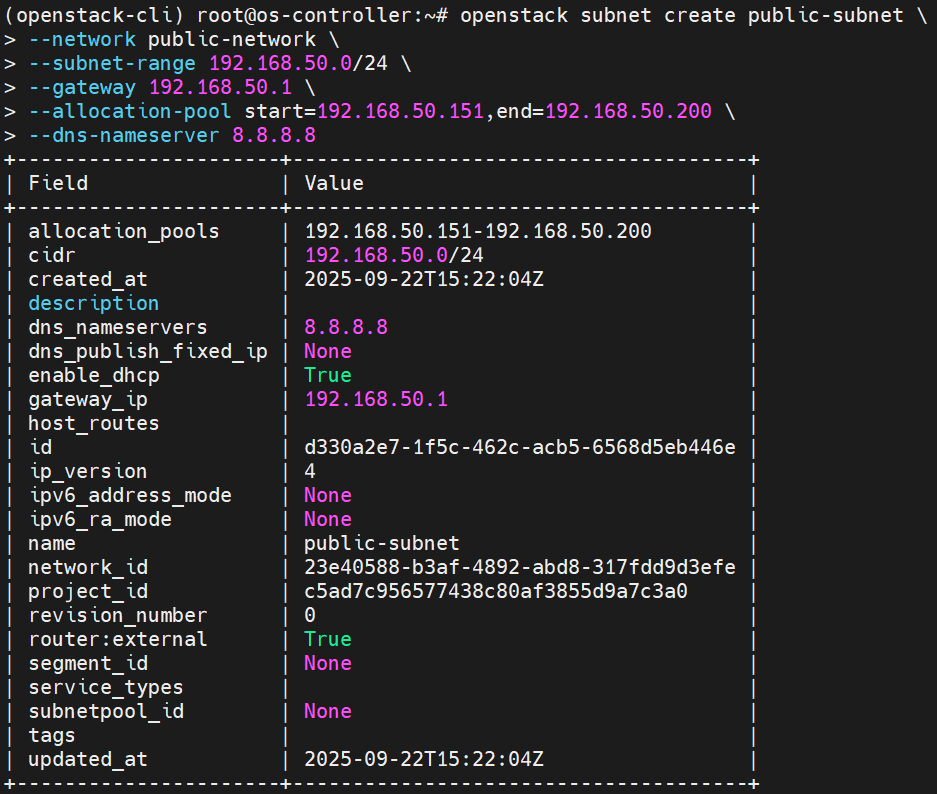 (openstack-cli) root@os-controller:~# openstack subnet create public-subnet \
> --network public-network \
> --subnet-range 192.168.50.0/24 \
> --gateway 192.168.50.1 \
> --allocation-pool start=192.168.50.151,end=192.168.50.200 \
> --dns-nameserver 8.8.8.8
+----------------------+--------------------------------------+
| Field                | Value                                |
+----------------------+--------------------------------------+
| allocation_pools     | 192.168.50.151-192.168.50.200        |
| cidr                 | 192.168.50.0/24                      |
| created_at           | 2025-09-22T15:22:04Z                 |
| description          |                                      |
| dns_nameservers      | 8.8.8.8                              |
| dns_publish_fixed_ip | None                                 |
| enable_dhcp          | True                                 |
| gateway_ip           | 192.168.50.1                         |
| host_routes          |                                      |
| id                   | d330a2e7-1f5c-462c-acb5-6568d5eb446e |
| ip_version           | 4                                    |
| ipv6_address_mode    | None                                 |
| ipv6_ra_mode         | None                                 |
| name                 | public-subnet                        |
| network_id           | 23e40588-b3af-4892-abd8-317fdd9d3efe |
| project_id           | c5ad7c956577438c80af3855d9a7c3a0     |
| revision_number      | 0                                    |
| router:external      | True                                 |
| segment_id           | None                                 |
| service_types        |                                      |
| subnetpool_id        | None                                 |
| tags                 |                                      |
| updated_at           | 2025-09-22T15:22:04Z                 |
+----------------------+--------------------------------------+